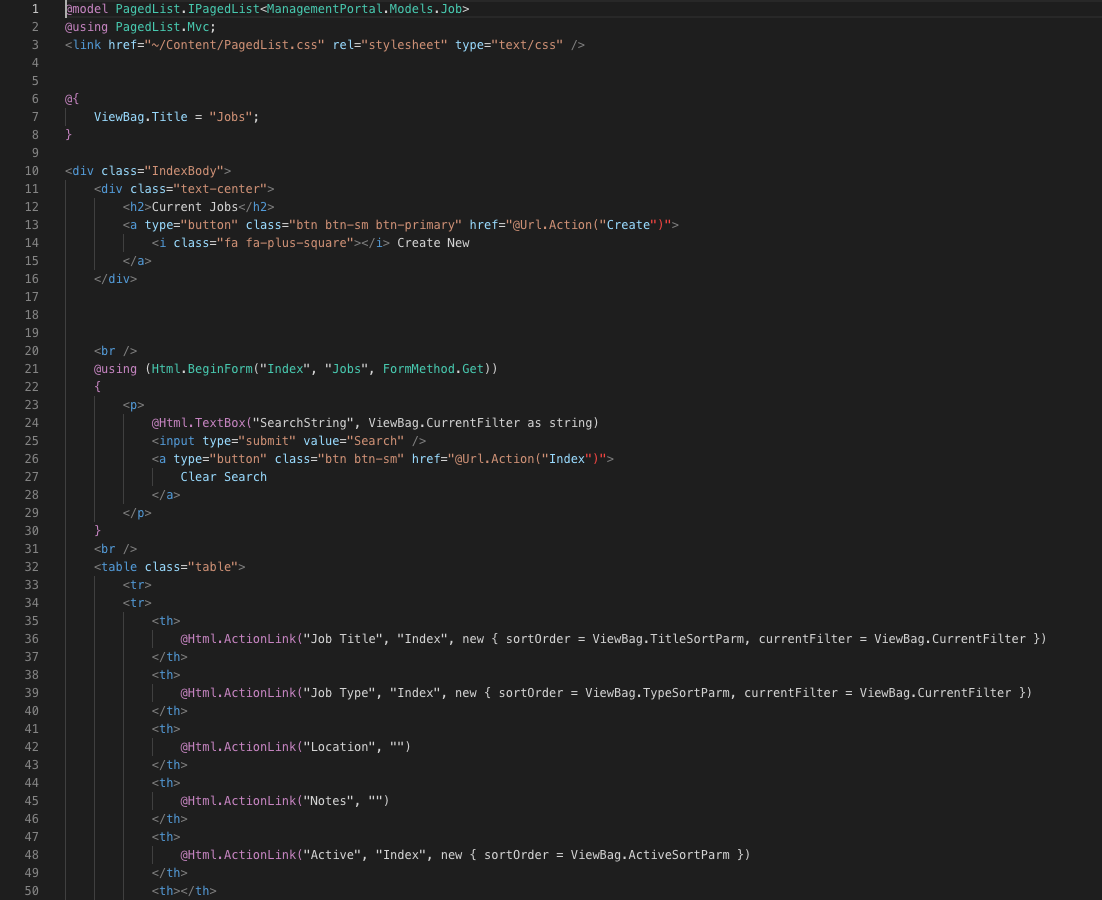 1 @model PagedList.IPagedList<ManagementPortal.Models.Job>
2 @using PagedList.Mvc;
3 <link href="~/Content/PagedList.css" rel="stylesheet" type="text/css" />
4
5
6 @{
7     ViewBag.Title = "Jobs";
8 }
9
10 <div class="IndexBody">
11     <div class="text-center">
12         <h2>Current Jobs</h2>
13         <a type="button" class="btn btn-sm btn-primary" href="@Url.Action("Create")">
14             <i class="fa fa-plus-square"></i> Create New
15         </a>
16     </div>
17
18
19
20     <br />
21     @using (Html.BeginForm("Index", "Jobs", FormMethod.Get))
22     {
23         <p>
24             @Html.TextBox("SearchString", ViewBag.CurrentFilter as string)
25             <input type="submit" value="Search" />
26             <a type="button" class="btn btn-sm" href="@Url.Action("Index")">
27                 Clear Search
28             </a>
29         </p>
30     }
31     <br />
32     <table class="table">
33         <tr>
34         <tr>
35             <th>
36                 @Html.ActionLink("Job Title", "Index", new { sortOrder = ViewBag.TitleSortParm, currentFilter = ViewBag.CurrentFilter })
37             </th>
38             <th>
39                 @Html.ActionLink("Job Type", "Index", new { sortOrder = ViewBag.TypeSortParm, currentFilter = ViewBag.CurrentFilter })
40             </th>
41             <th>
42                 @Html.ActionLink("Location", "")
43             </th>
44             <th>
45                 @Html.ActionLink("Notes", "")
46             </th>
47             <th>
48                 @Html.ActionLink("Active", "Index", new { sortOrder = ViewBag.ActiveSortParm })
49             </th>
50             <th></th>